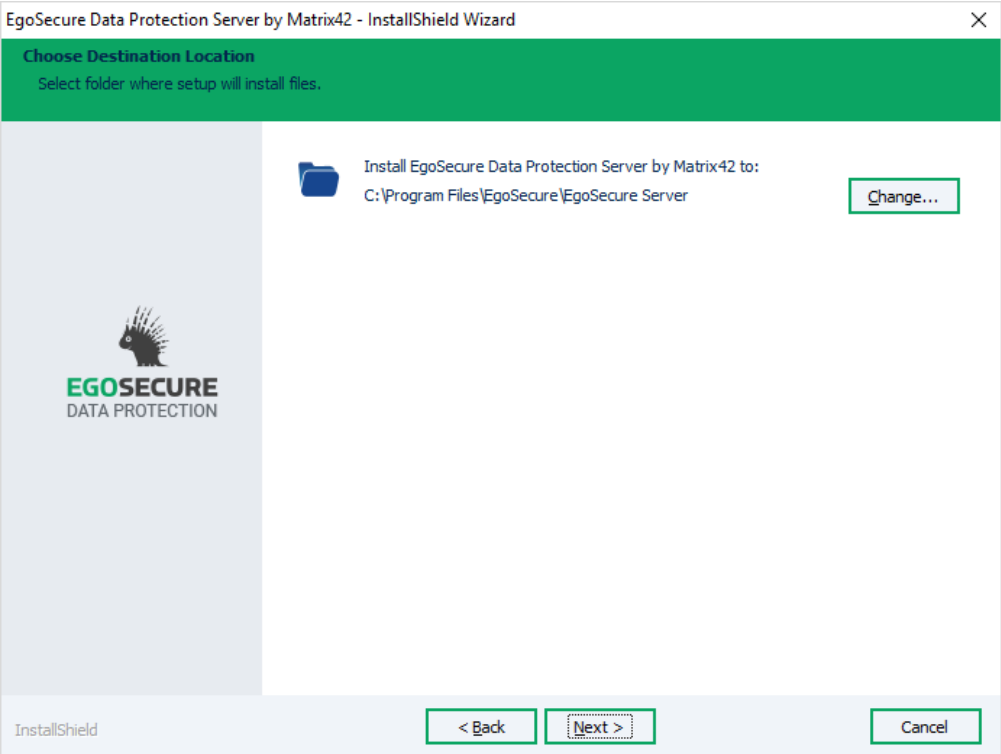 EgoSecure Data Protection Server by Matrix42 - InstallShield Wizard
Choose Destination Location
Select folder where setup will install files.
Install EgoSecure Data Protection Server by Matrix42 to:
C:\Program Files\EgoSecure\EgoSecure Server
Change...
EGOSECURE
DATA PROTECTION
InstallShield
< Back
Next >
Cancel